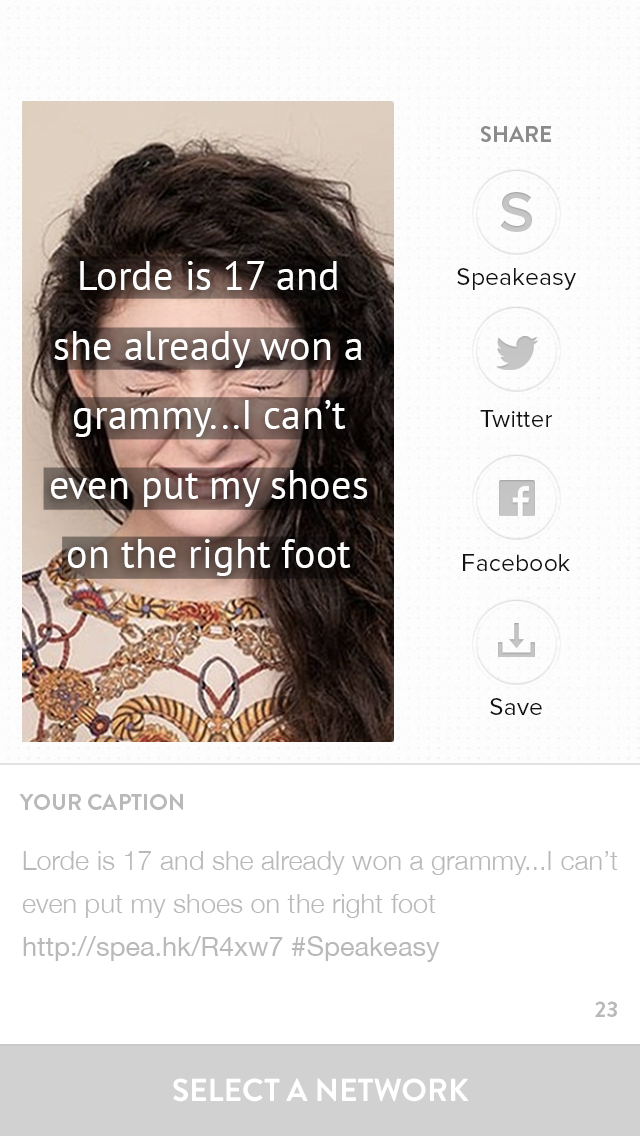 SHARE
Lorde is 17 and
she already won a
grammy...I can't
even put my shoes
on the right foot
S
Speakeasy
Twitter
Facebook
Save
YOUR CAPTION
Lorde is 17 and she already won a grammy...I can't
even put my shoes on the right foot
http://spea.hk/R4xw7 #Speakeasy
23
SELECT A NETWORK